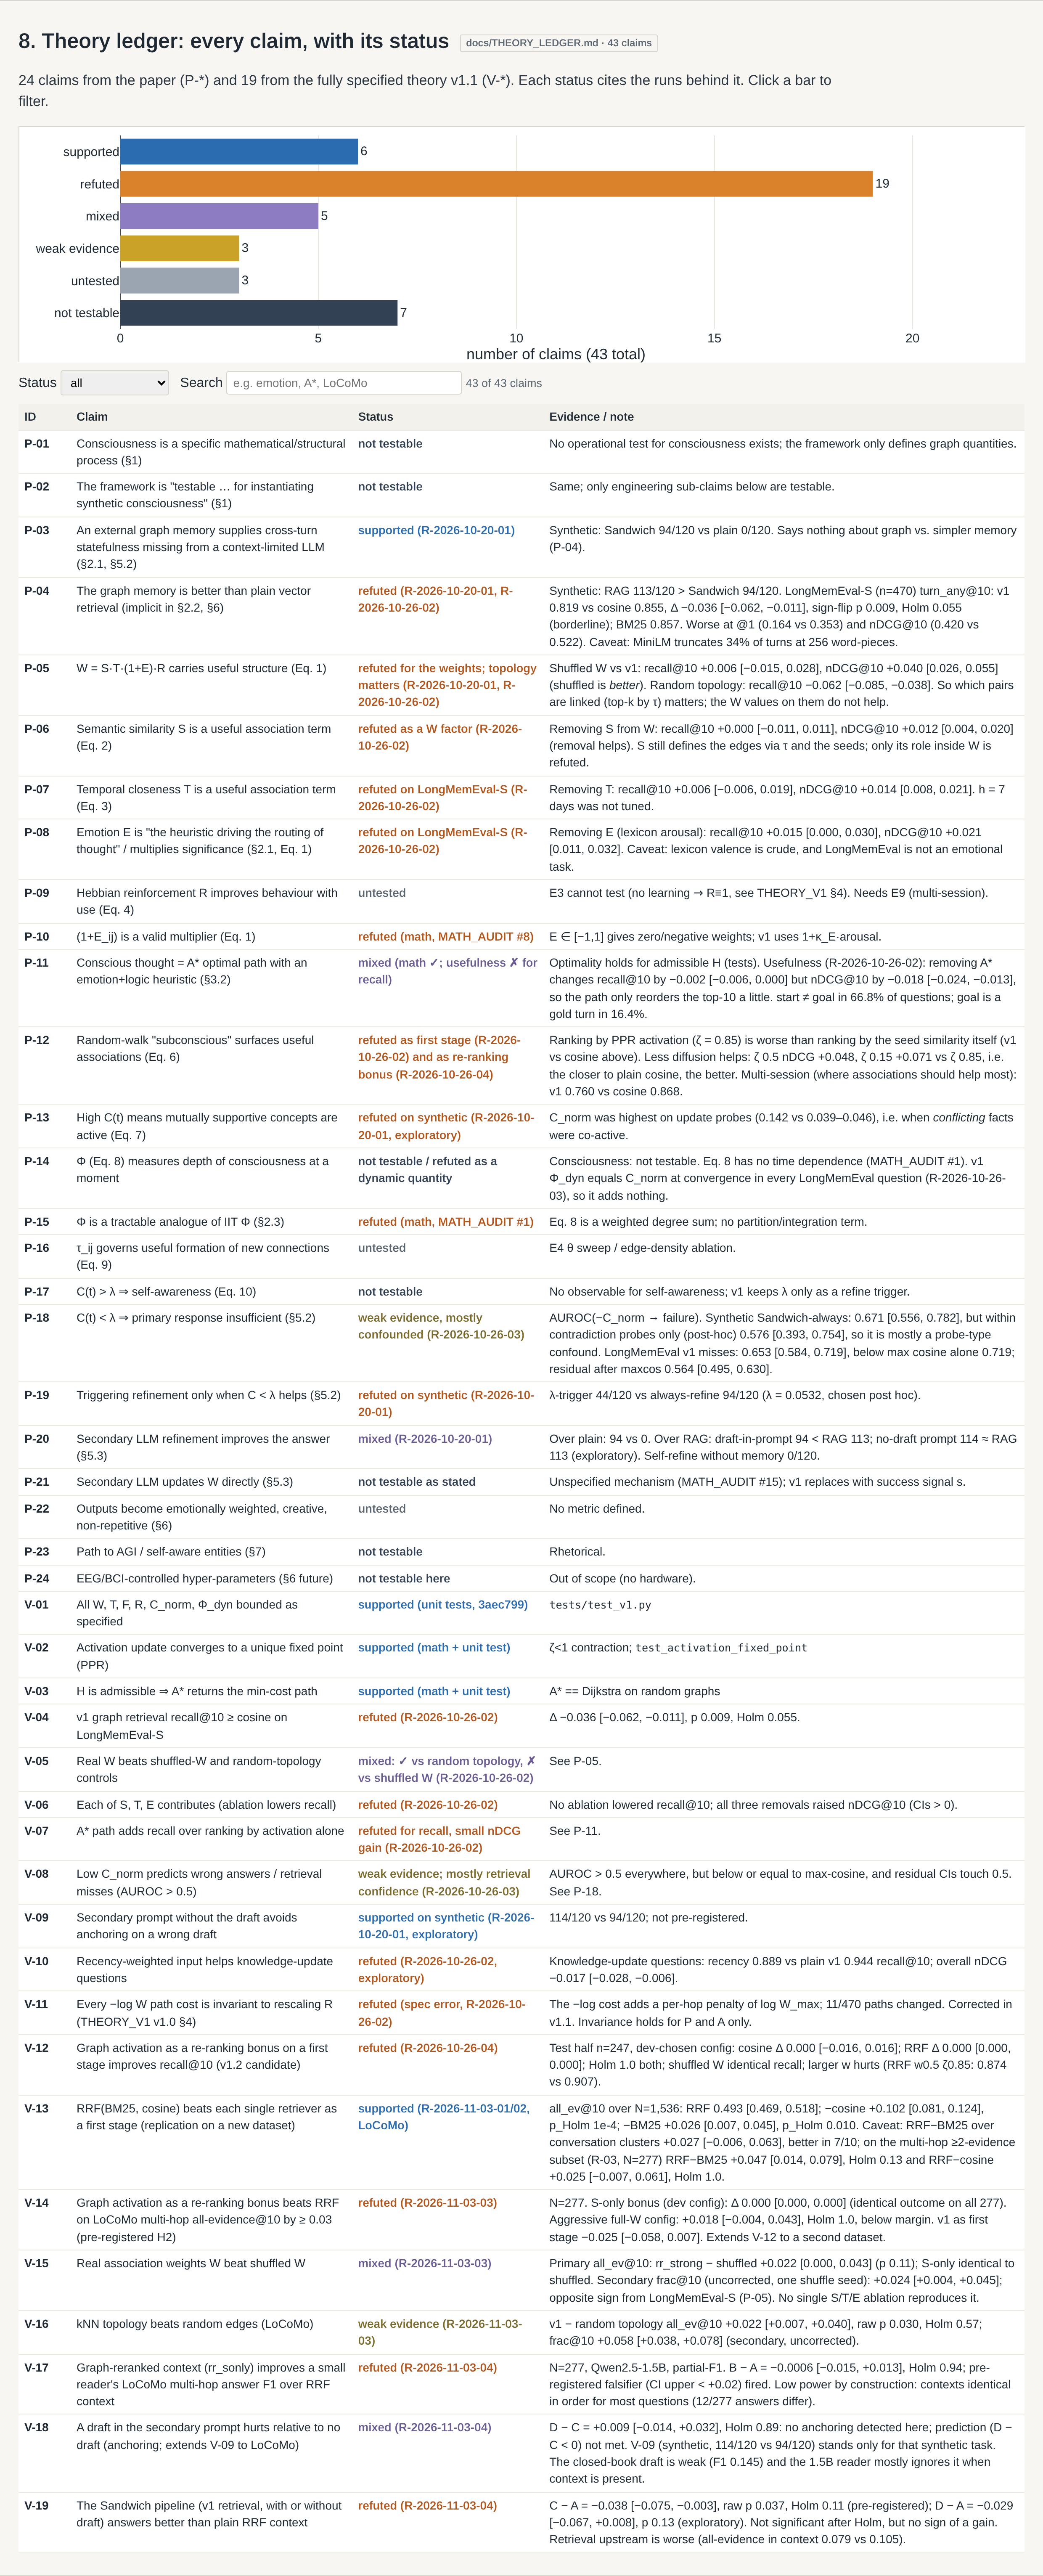 8. Theory ledger: every claim, with its status docs/THEORY_LEDGER.md · 43 claims
24 claims from the paper (P-*) and 19 from the fully specified theory v1.1 (V-*). Each status cites the runs behind it. Click a bar to
filter.
supported 6
refuted 19
mixed 5
weak evidence 3
untested 3
not testable 7
0 5 10 15 20
number of claims (43 total)
Status all Search e.g. emotion, A*, LoCoMo 43 of 43 claims
ID Claim Status Evidence / note
P-01 Consciousness is a specific mathematical/structural not testable No operational test for consciousness exists; the framework only defines graph quantities.
process (§1)
P-02 The framework is "testable … for instantiating not testable Same; only engineering sub-claims below are testable.
synthetic consciousness" (§1)
P-03 An external graph memory supplies cross-turn supported (R-2026-10-20-01) Synthetic: Sandwich 94/120 vs plain 0/120. Says nothing about graph vs. simpler memory
statefulness missing from a context-limited LLM (P-04).
(§2.1, §5.2)
P-04 The graph memory is better than plain vector refuted (R-2026-10-20-01, R- Synthetic: RAG 113/120 > Sandwich 94/120. LongMemEval-S (n=470) turn_any@10: v1
retrieval (implicit in §2.2, §6) 2026-10-26-02) 0.819 vs cosine 0.855, Δ −0.036 [−0.062, −0.011], sign-flip p 0.009, Holm 0.055
(borderline); BM25 0.857. Worse at @1 (0.164 vs 0.353) and nDCG@10 (0.420 vs
0.522). Caveat: MiniLM truncates 34% of turns at 256 word-pieces.
P-05 W = S·T·(1+E)·R carries useful structure (Eq. 1) refuted for the weights; topology Shuffled W vs v1: recall@10 +0.006 [−0.015, 0.028], nDCG@10 +0.040 [0.026, 0.055]
matters (R-2026-10-20-01, R- (shuffled is better). Random topology: recall@10 −0.062 [−0.085, −0.038]. So which pairs
2026-10-26-02) are linked (top-k by τ) matters; the W values on them do not help.
P-06 Semantic similarity S is a useful association term refuted as a W factor (R-2026- Removing S from W: recall@10 +0.000 [−0.011, 0.011], nDCG@10 +0.012 [0.004, 0.020]
(Eq. 2) 10-26-02) (removal helps). S still defines the edges via τ and the seeds; only its role inside W is
refuted.
P-07 Temporal closeness T is a useful association term refuted on LongMemEval-S (R- Removing T: recall@10 +0.006 [−0.006, 0.019], nDCG@10 +0.014 [0.008, 0.021]. h = 7
(Eq. 3) 2026-10-26-02) days was not tuned.
P-08 Emotion E is "the heuristic driving the routing of refuted on LongMemEval-S (R- Removing E (lexicon arousal): recall@10 +0.015 [0.000, 0.030], nDCG@10 +0.021
thought" / multiplies significance (§2.1, Eq. 1) 2026-10-26-02) [0.011, 0.032]. Caveat: lexicon valence is crude, and LongMemEval is not an emotional
task.
P-09 Hebbian reinforcement R improves behaviour with untested E3 cannot test (no learning ⇒ R≡1, see THEORY_V1 §4). Needs E9 (multi-session).
use (Eq. 4)
P-10 (1+E_ij) is a valid multiplier (Eq. 1) refuted (math, MATH_AUDIT #8) E ∈ [−1,1] gives zero/negative weights; v1 uses 1+κ_E·arousal.
P-11 Conscious thought = A* optimal path with an mixed (math ✓; usefulness ✗ for Optimality holds for admissible H (tests). Usefulness (R-2026-10-26-02): removing A*
emotion+logic heuristic (§3.2) recall) changes recall@10 by −0.002 [−0.006, 0.000] but nDCG@10 by −0.018 [−0.024, −0.013],
so the path only reorders the top-10 a little. start ≠ goal in 66.8% of questions; goal is a
gold turn in 16.4%.
P-12 Random-walk "subconscious" surfaces useful refuted as first stage (R-2026- Ranking by PPR activation (ζ = 0.85) is worse than ranking by the seed similarity itself (v1
associations (Eq. 6) 10-26-02) and as re-ranking vs cosine above). Less diffusion helps: ζ 0.5 nDCG +0.048, ζ 0.15 +0.071 vs ζ 0.85, i.e.
bonus (R-2026-10-26-04) the closer to plain cosine, the better. Multi-session (where associations should help most):
v1 0.760 vs cosine 0.868.
P-13 High C(t) means mutually supportive concepts are refuted on synthetic (R-2026-10- C_norm was highest on update probes (0.142 vs 0.039–0.046), i.e. when conflicting facts
active (Eq. 7) 20-01, exploratory) were co-active.
P-14 Φ (Eq. 8) measures depth of consciousness at a not testable / refuted as a Consciousness: not testable. Eq. 8 has no time dependence (MATH_AUDIT #1). v1
moment dynamic quantity Φ_dyn equals C_norm at convergence in every LongMemEval question (R-2026-10-26-
03), so it adds nothing.
P-15 Φ is a tractable analogue of IIT Φ (§2.3) refuted (math, MATH_AUDIT #1) Eq. 8 is a weighted degree sum; no partition/integration term.
P-16 τ_ij governs useful formation of new connections untested E4 θ sweep / edge-density ablation.
(Eq. 9)
P-17 C(t) > λ ⇒ self-awareness (Eq. 10) not testable No observable for self-awareness; v1 keeps λ only as a refine trigger.
P-18 C(t) < λ ⇒ primary response insufficient (§5.2) weak evidence, mostly AUROC(−C_norm → failure). Synthetic Sandwich-always: 0.671 [0.556, 0.782], but within
confounded (R-2026-10-26-03) contradiction probes only (post-hoc) 0.576 [0.393, 0.754], so it is mostly a probe-type
confound. LongMemEval v1 misses: 0.653 [0.584, 0.719], below max cosine alone 0.719;
residual after maxcos 0.564 [0.495, 0.630].
P-19 Triggering refinement only when C < λ helps (§5.2) refuted on synthetic (R-2026-10- λ-trigger 44/120 vs always-refine 94/120 (λ = 0.0532, chosen post hoc).
20-01)
P-20 Secondary LLM refinement improves the answer mixed (R-2026-10-20-01) Over plain: 94 vs 0. Over RAG: draft-in-prompt 94 < RAG 113; no-draft prompt 114 ≈ RAG
(§5.3) 113 (exploratory). Self-refine without memory 0/120.
P-21 Secondary LLM updates W directly (§5.3) not testable as stated Unspecified mechanism (MATH_AUDIT #15); v1 replaces with success signal s.
P-22 Outputs become emotionally weighted, creative, untested No metric defined.
non-repetitive (§6)
P-23 Path to AGI / self-aware entities (§7) not testable Rhetorical.
P-24 EEG/BCI-controlled hyper-parameters (§6 future) not testable here Out of scope (no hardware).
V-01 All W, T, F, R, C_norm, Φ_dyn bounded as supported (unit tests, 3aec799) tests/test_v1.py
specified
V-02 Activation update converges to a unique fixed point supported (math + unit test) ζ<1 contraction; test_activation_fixed_point
(PPR)
V-03 H is admissible ⇒ A* returns the min-cost path supported (math + unit test) A* == Dijkstra on random graphs
V-04 v1 graph retrieval recall@10 ≥ cosine on refuted (R-2026-10-26-02) Δ −0.036 [−0.062, −0.011], p 0.009, Holm 0.055.
LongMemEval-S
V-05 Real W beats shuffled-W and random-topology mixed: ✓ vs random topology, ✗ See P-05.
controls vs shuffled W (R-2026-10-26-02)
V-06 Each of S, T, E contributes (ablation lowers recall) refuted (R-2026-10-26-02) No ablation lowered recall@10; all three removals raised nDCG@10 (CIs > 0).
V-07 A* path adds recall over ranking by activation alone refuted for recall, small nDCG See P-11.
gain (R-2026-10-26-02)
V-08 Low C_norm predicts wrong answers / retrieval weak evidence; mostly retrieval AUROC > 0.5 everywhere, but below or equal to max-cosine, and residual CIs touch 0.5.
misses (AUROC > 0.5) confidence (R-2026-10-26-03) See P-18.
V-09 Secondary prompt without the draft avoids supported on synthetic (R-2026- 114/120 vs 94/120; not pre-registered.
anchoring on a wrong draft 10-20-01, exploratory)
V-10 Recency-weighted input helps knowledge-update refuted (R-2026-10-26-02, Knowledge-update questions: recency 0.889 vs plain v1 0.944 recall@10; overall nDCG
questions exploratory) −0.017 [−0.028, −0.006].
V-11 Every −log W path cost is invariant to rescaling R refuted (spec error, R-2026-10- The −log cost adds a per-hop penalty of log W_max; 11/470 paths changed. Corrected in
(THEORY_V1 v1.0 §4) 26-02) v1.1. Invariance holds for P and A only.
V-12 Graph activation as a re-ranking bonus on a first refuted (R-2026-10-26-04) Test half n=247, dev-chosen config: cosine Δ 0.000 [−0.016, 0.016]; RRF Δ 0.000 [0.000,
stage improves recall@10 (v1.2 candidate) 0.000]; Holm 1.0 both; shuffled W identical recall; larger w hurts (RRF w0.5 ζ0.85: 0.874
vs 0.907).
V-13 RRF(BM25, cosine) beats each single retriever as supported (R-2026-11-03-01/02, all_ev@10 over N=1,536: RRF 0.493 [0.469, 0.518]; −cosine +0.102 [0.081, 0.124],
a first stage (replication on a new dataset) LoCoMo) p_Holm 1e-4; −BM25 +0.026 [0.007, 0.045], p_Holm 0.010. Caveat: RRF−BM25 over
conversation clusters +0.027 [−0.006, 0.063], better in 7/10; on the multi-hop ≥2-evidence
subset (R-03, N=277) RRF−BM25 +0.047 [0.014, 0.079], Holm 0.13 and RRF−cosine
+0.025 [−0.007, 0.061], Holm 1.0.
V-14 Graph activation as a re-ranking bonus beats RRF refuted (R-2026-11-03-03) N=277. S-only bonus (dev config): Δ 0.000 [0.000, 0.000] (identical outcome on all 277).
on LoCoMo multi-hop all-evidence@10 by ≥ 0.03 Aggressive full-W config: +0.018 [−0.004, 0.043], Holm 1.0, below margin. v1 as first
(pre-registered H2) stage −0.025 [−0.058, 0.007]. Extends V-12 to a second dataset.
V-15 Real association weights W beat shuffled W mixed (R-2026-11-03-03) Primary all_ev@10: rr_strong − shuffled +0.022 [0.000, 0.043] (p 0.11); S-only identical to
shuffled. Secondary frac@10 (uncorrected, one shuffle seed): +0.024 [+0.004, +0.045];
opposite sign from LongMemEval-S (P-05). No single S/T/E ablation reproduces it.
V-16 kNN topology beats random edges (LoCoMo) weak evidence (R-2026-11-03- v1 − random topology all_ev@10 +0.022 [+0.007, +0.040], raw p 0.030, Holm 0.57;
03) frac@10 +0.058 [+0.038, +0.078] (secondary, uncorrected).
V-17 Graph-reranked context (rr_sonly) improves a small refuted (R-2026-11-03-04) N=277, Qwen2.5-1.5B, partial-F1. B − A = −0.0006 [−0.015, +0.013], Holm 0.94; pre-
reader's LoCoMo multi-hop answer F1 over RRF registered falsifier (CI upper < +0.02) fired. Low power by construction: contexts identical
context in order for most questions (12/277 answers differ).
V-18 A draft in the secondary prompt hurts relative to no mixed (R-2026-11-03-04) D − C = +0.009 [−0.014, +0.032], Holm 0.89: no anchoring detected here; prediction (D −
draft (anchoring; extends V-09 to LoCoMo) C < 0) not met. V-09 (synthetic, 114/120 vs 94/120) stands only for that synthetic task.
The closed-book draft is weak (F1 0.145) and the 1.5B reader mostly ignores it when
context is present.
V-19 The Sandwich pipeline (v1 retrieval, with or without refuted (R-2026-11-03-04) C − A = −0.038 [−0.075, −0.003], raw p 0.037, Holm 0.11 (pre-registered); D − A = −0.029
draft) answers better than plain RRF context [−0.067, +0.008], p 0.13 (exploratory). Not significant after Holm, but no sign of a gain.
Retrieval upstream is worse (all-evidence in context 0.079 vs 0.105).